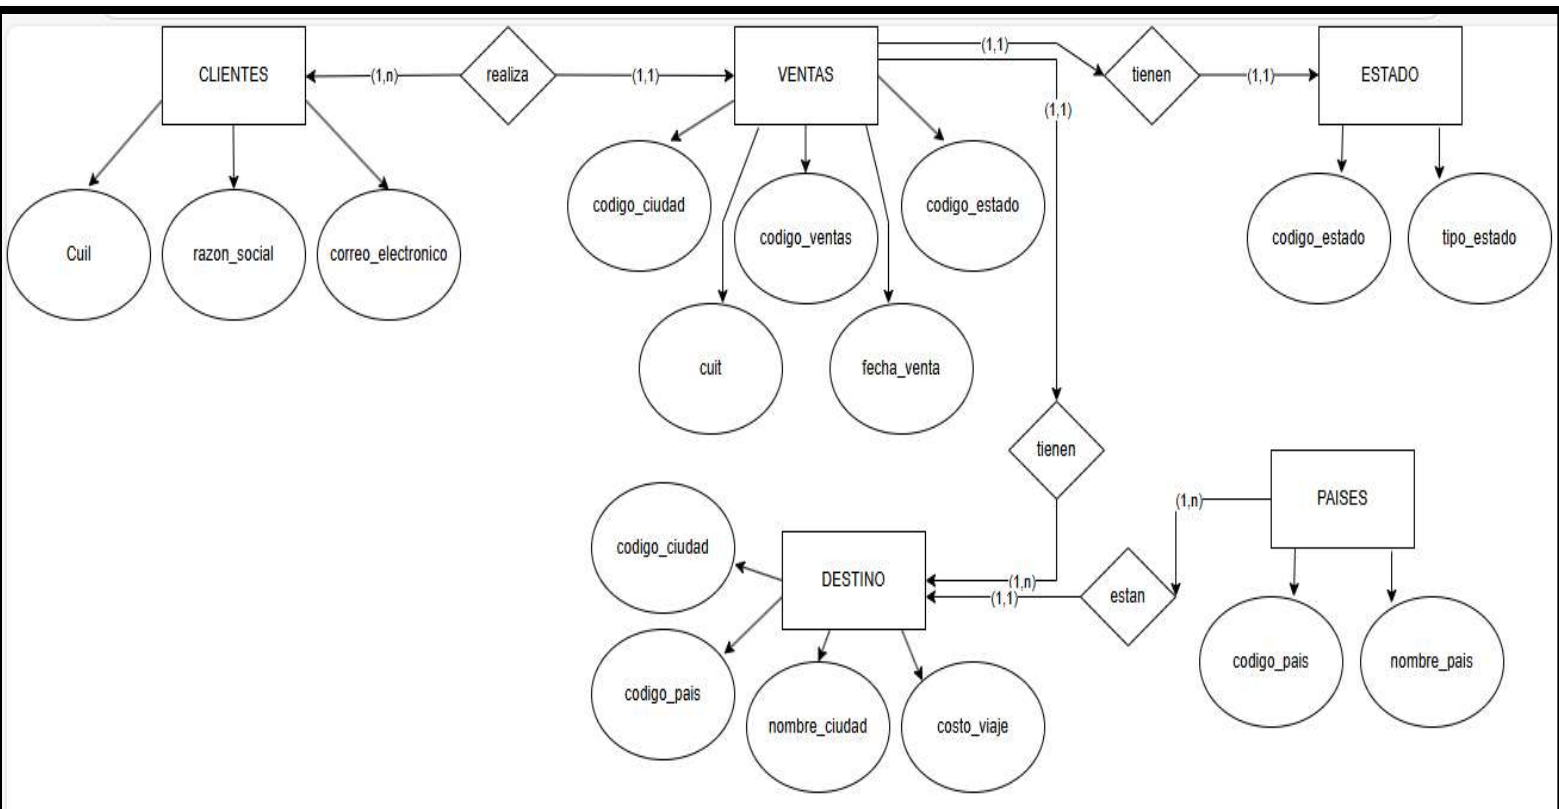 CLIENTES
(1,n)
realiza
(1,1)
VENTAS
(1,1)
tienen
(1,1)
ESTADO
(1,1)
Cuil
razon_social
correo_electronico
codigo_ciudad
codigo_ventas
codigo_estado
codigo_estado
tipo_estado
cuit
fecha_venta
tienen
PAISES
(1,n)
codigo_ciudad
DESTINO
(1,n)
(1,1)
estan
codigo_pais
nombre_ciudad
costo_viaje
codigo_pais
nombre_pais